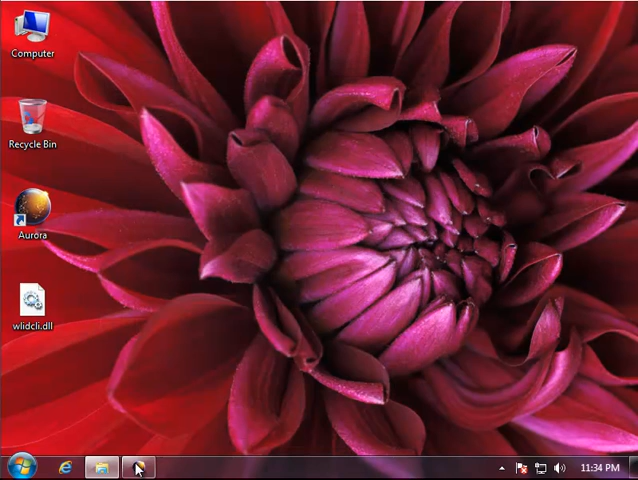 Computer
Recycle Bin
Aurora
wlidcli.dll
11:34 PM